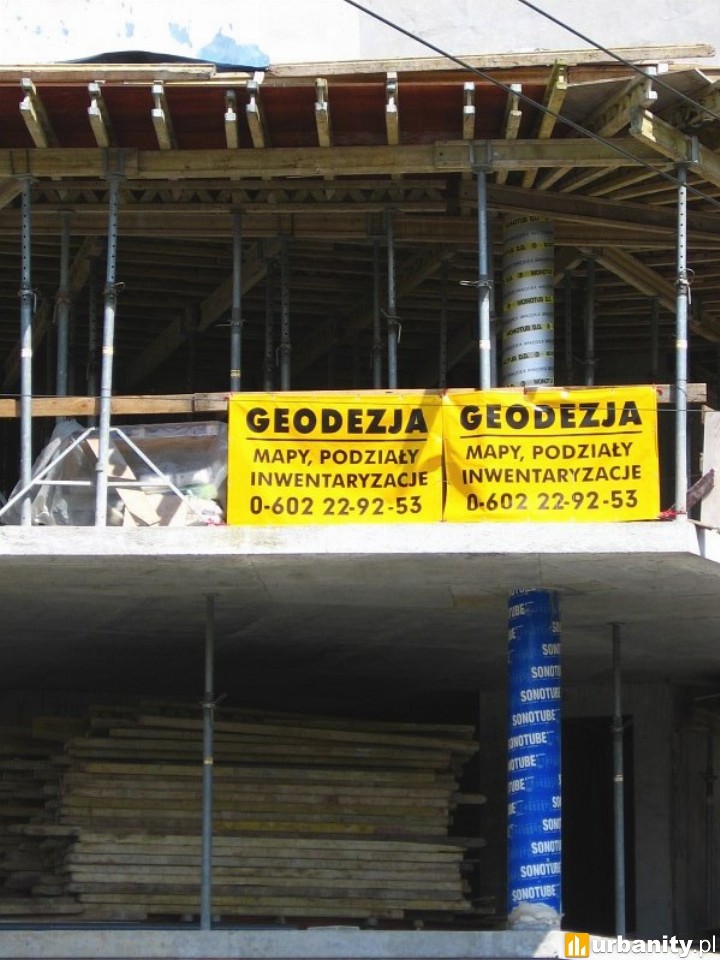 GEODEZJA
MAPY, PODZIAŁY
INWENTARYZACJE
0-602 22-92-53
GEODEZJA
MAPY, PODZIAŁY
INWENTARYZACJE
0-602 22-92-53
SONOTUBE
SONOTUBE
SONOTUBE
SONOTUBE
SONOTUBE
urbanity.pl